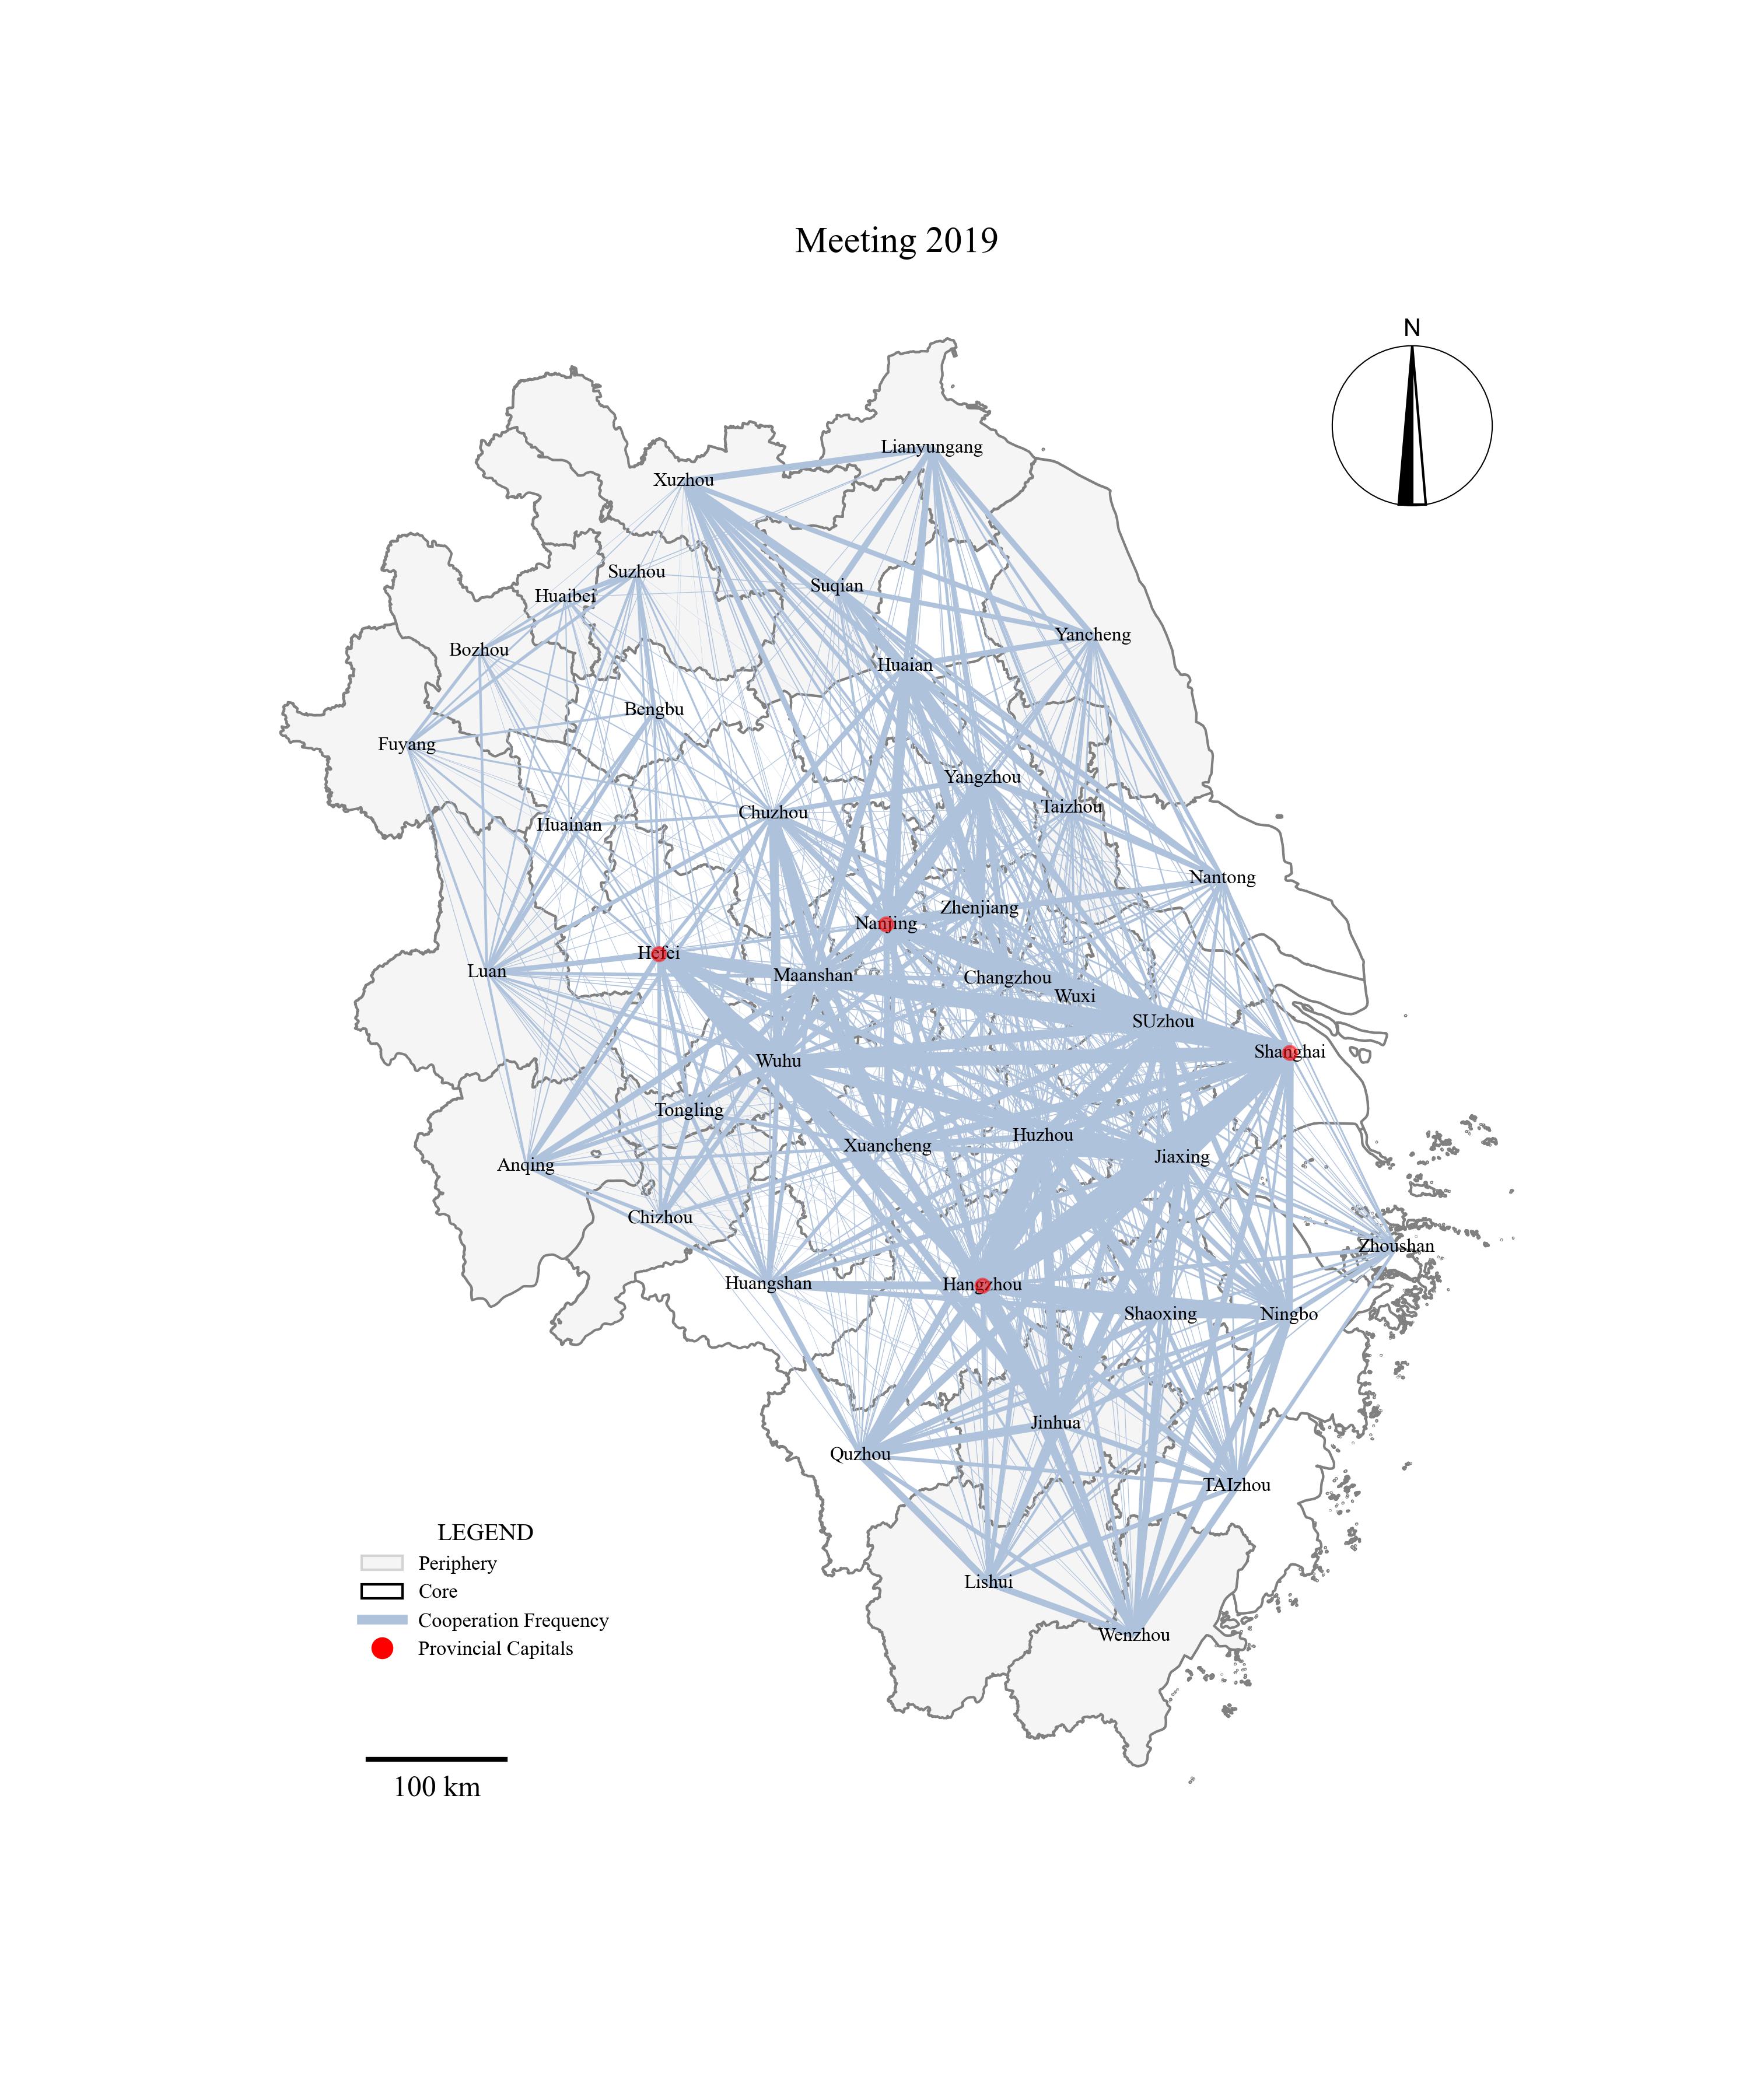 Meeting 2019
N
Lianyungang
Xuzhou
Suzhou
Suqian
Huaibei
Yancheng
Bozhou
Huaian
Bengbu
Fuyang
Yangzhou
Taizhou
Chuzhou
Huainan
Nantong
Zhenjiang
Nanjing
Hefei
Luan
Maanshan
Changzhou
Wuxi
SUzhou
Shanghai
Wuhu
Tongling
Huzhou
Xuancheng
Jiaxing
Anqing
Chizhou
Zhoushan
Huangshan
Hangzhou
Shaoxing
Ningbo
Jinhua
Quzhou
TAIzhou
Lishui
Wenzhou
LEGEND
Periphery
Core
Cooperation Frequency
Provincial Capitals
100 km